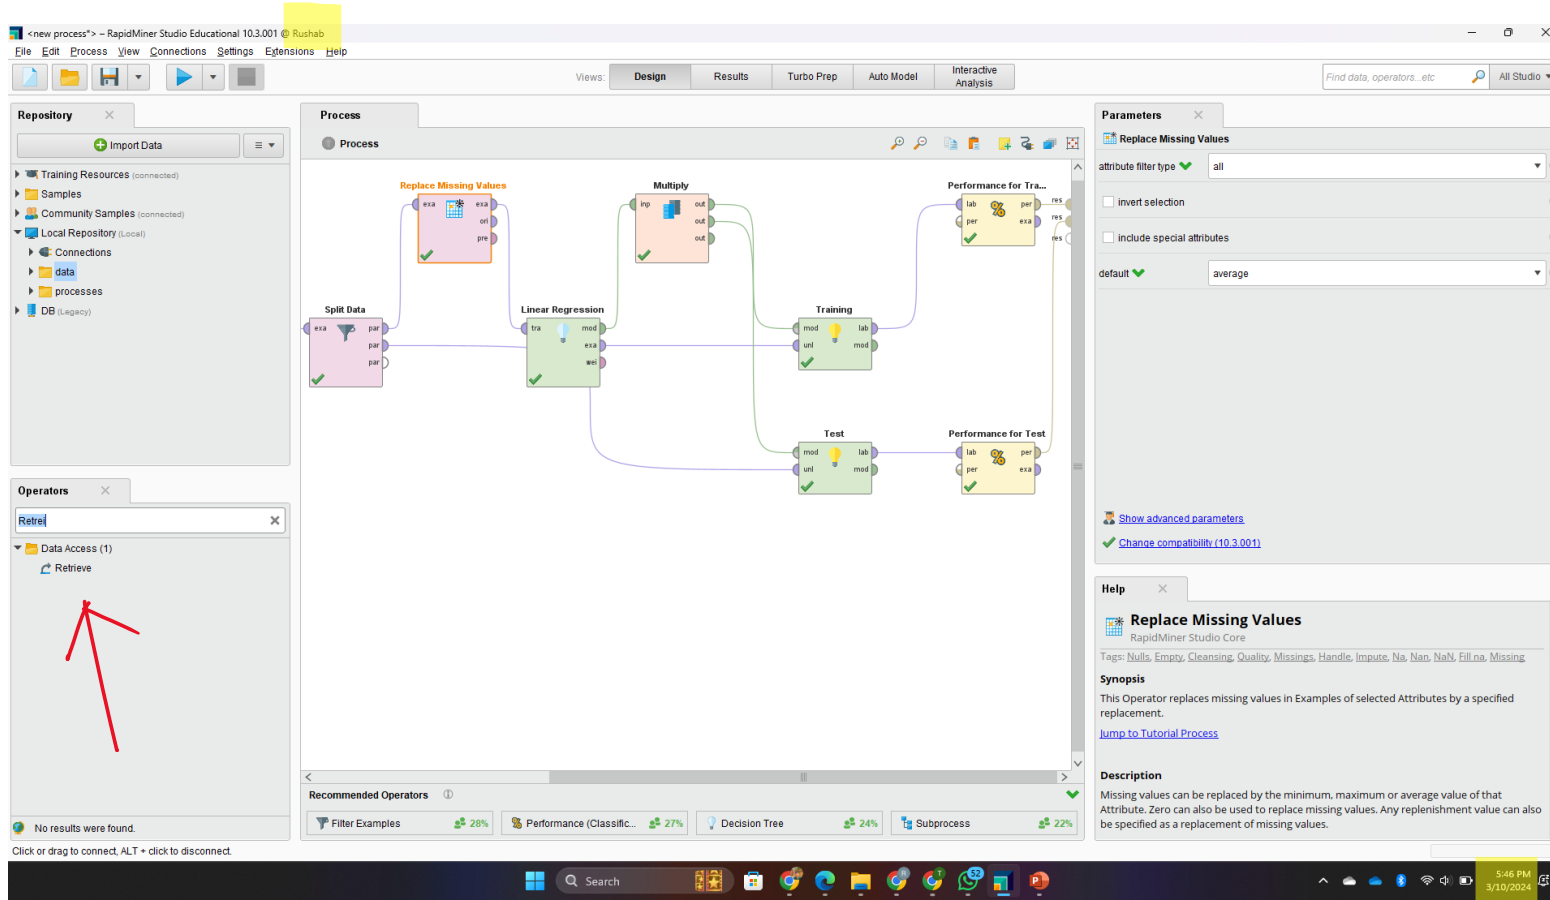 <new process*> – RapidMiner Studio Educational 10.3.001 @ Rushab
File Edit Process View Connections Settings Extensions Help
Views: Design Results Turbo Prep Auto Model Interactive Analysis
Find data, operators...etc All Studio
Repository
Import Data
Training Resources (connected)
Samples
Community Samples (connected)
Local Repository (Local)
Connections
data
processes
DB (Legacy)
Operators
Retrei
Data Access (1)
Retrieve
No results were found.
Process
Process
Replace Missing Values
exa exa
ori
pre
Multiply
inp out
out
out
Performance for Tra...
lab per
per exa
res
res
res
Split Data
exa par
par
par
Linear Regression
tra mod
exa
wei
Training
mod lab
unl mod
Test
mod lab
unl mod
Performance for Test
lab per
per exa
Recommended Operators
Filter Examples 28%
Performance (Classific... 27%
Decision Tree 24%
Subprocess 22%
Parameters
Replace Missing Values
attribute filter type all
invert selection
include special attributes
default average
Show advanced parameters
Change compatibility (10.3.001)
Help
Replace Missing Values
RapidMiner Studio Core
Tags: Nulls, Empty, Cleansing, Quality, Missings, Handle, Impute, Na, Nan, NaN, Fill na, Missing
Synopsis
This Operator replaces missing values in Examples of selected Attributes by a specified
replacement.
Jump to Tutorial Process
Description
Missing values can be replaced by the minimum, maximum or average value of that
Attribute. Zero can also be used to replace missing values. Any replenishment value can also
be specified as a replacement of missing values.
Click or drag to connect, ALT + click to disconnect.
Search
52
5:46 PM
3/10/2024